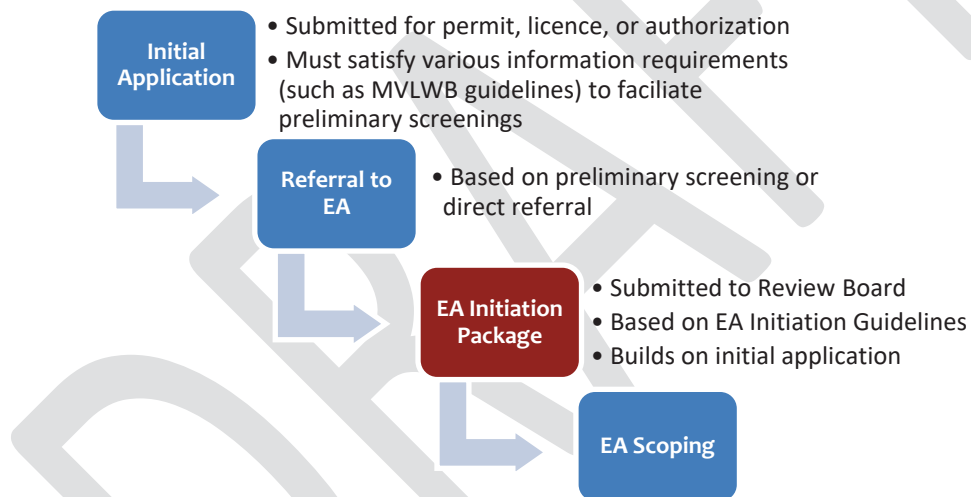 Initial
Application
• Submitted for permit, licence, or authorization
• Must satisfy various information requirements
(such as MVLWB guidelines) to faciliate
preliminary screenings
Referral to
EA
• Based on preliminary screening or
direct referral
EA Initiation
Package
• Submitted to Review Board
• Based on EA Initiation Guidelines
• Builds on initial application
EA Scoping
DRAFT